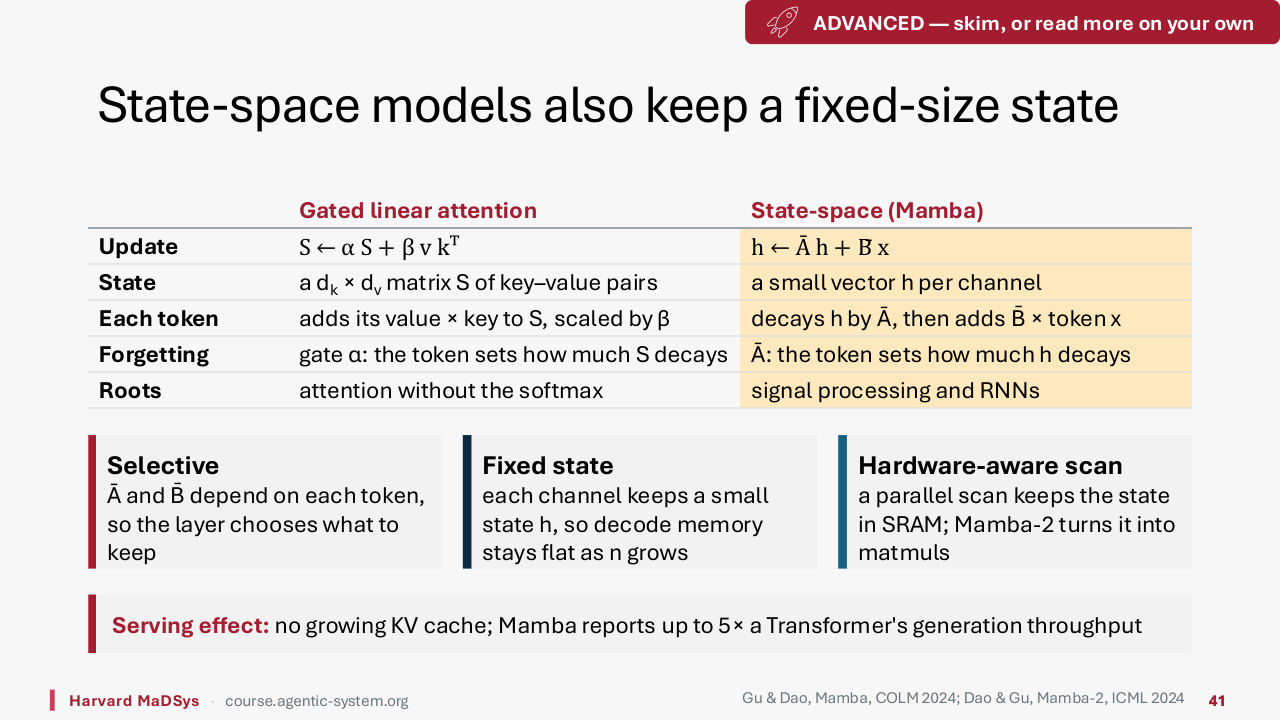 ADVANCED — skim, or read more on your own
State-space models also keep a fixed-size state
Gated linear attention State-space (Mamba)
Update S ← α S + β v kᵀ h ← Ā h + B̄ x
State a dₖ × dᵥ matrix S of key–value pairs a small vector h per channel
Each token adds its value × key to S, scaled by β decays h by Ā, then adds B̄ × token x
Forgetting gate α: the token sets how much S decays Ā: the token sets how much h decays
Roots attention without the softmax signal processing and RNNs
Selective
Ā and B̄ depend on each token,
so the layer chooses what to
keep
Fixed state
each channel keeps a small
state h, so decode memory
stays flat as n grows
Hardware-aware scan
a parallel scan keeps the state
in SRAM; Mamba-2 turns it into
matmuls
Serving effect: no growing KV cache; Mamba reports up to 5× a Transformer's generation throughput
Harvard MaDSys · course.agentic-system.org
Gu & Dao, Mamba, COLM 2024; Dao & Gu, Mamba-2, ICML 2024 41